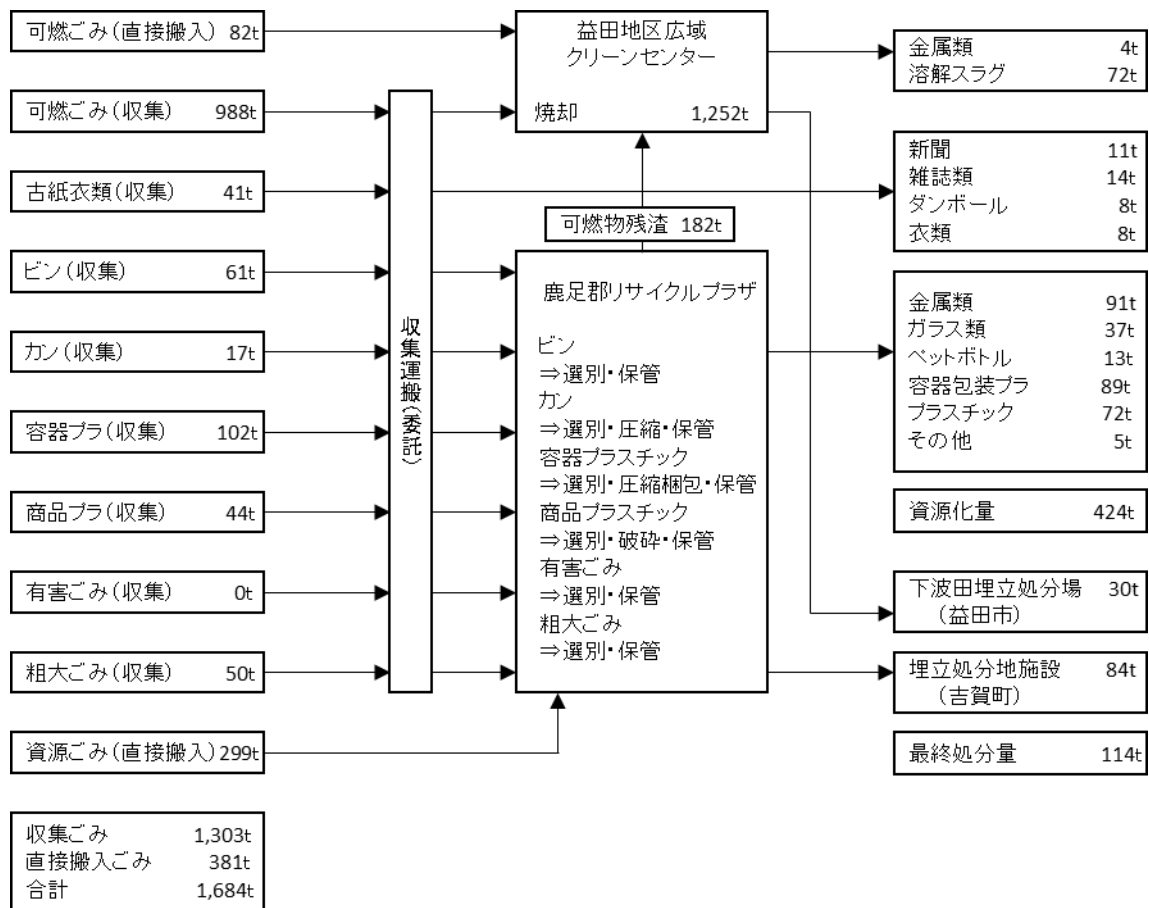 可燃ごみ(直接搬入) 82t
可燃ごみ(収集) 988t
古紙衣類(収集) 41t
ビン(収集) 61t
カン(収集) 17t
容器プラ(収集) 102t
商品プラ(収集) 44t
有害ごみ(収集) 0t
粗大ごみ(収集) 50t
資源ごみ(直接搬入) 299t
収集ごみ 1,303t
直接搬入ごみ 381t
合計 1,684t
収集運搬(委託)
益田地区広域
クリーンセンター
焼却 1,252t
可燃物残渣 182t
鹿足郡リサイクルプラザ
ビン
⇒選別・保管
カン
⇒選別・圧縮・保管
容器プラスチック
⇒選別・圧縮梱包・保管
商品プラスチック
⇒選別・破砕・保管
有害ごみ
⇒選別・保管
粗大ごみ
⇒選別・保管
金属類 4t
溶解スラグ 72t
新聞 11t
雑誌類 14t
ダンボール 8t
衣類 8t
金属類 91t
ガラス類 37t
ペットボトル 13t
容器包装プラ 89t
プラスチック 72t
その他 5t
資源化量 424t
下波田埋立処分場 30t
(益田市)
埋立処分地施設 84t
(吉賀町)
最終処分量 114t